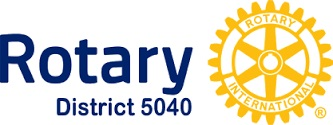 Rotary
District 5040
ROTARY
INTERNATIONAL
®